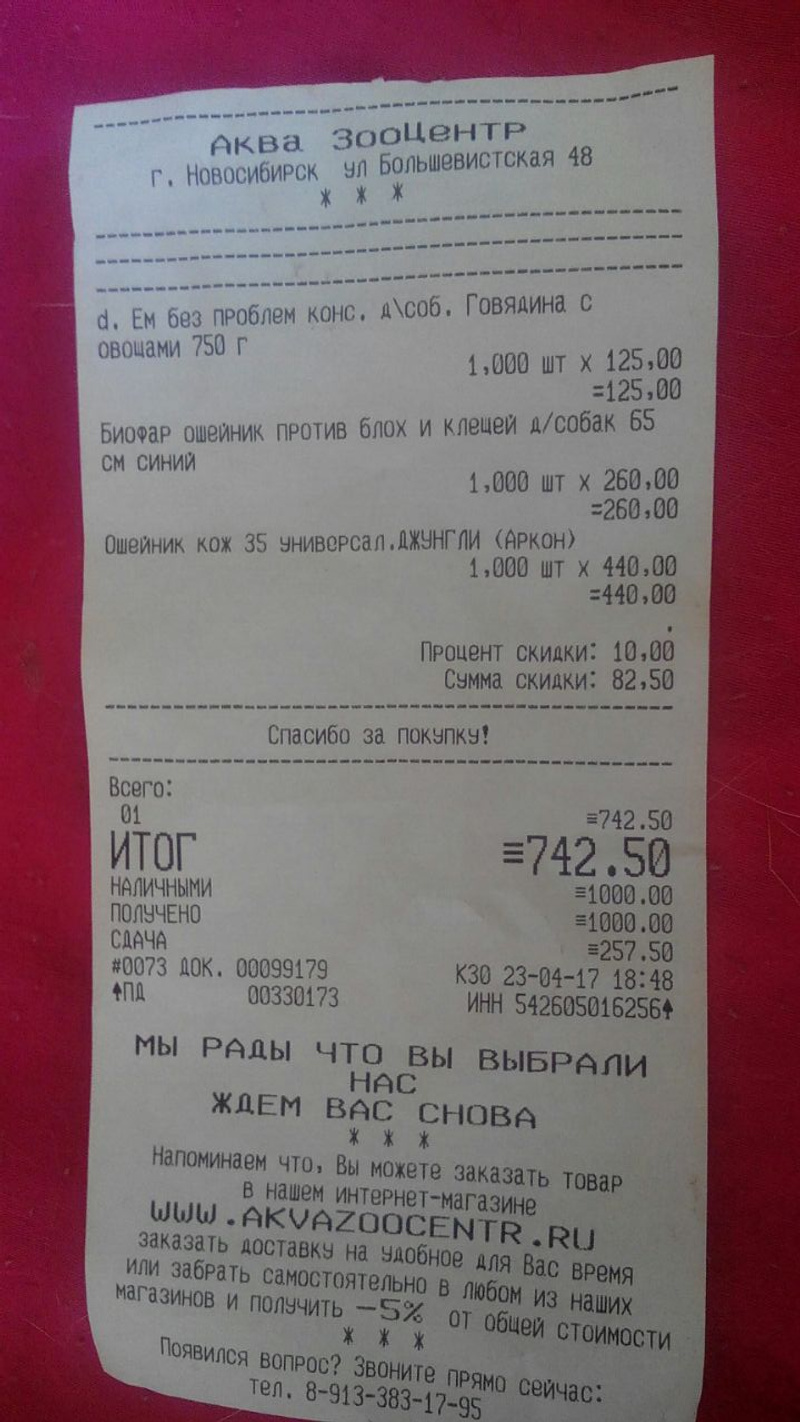 Аква ЗооЦентр
г. Новосибирск ул Большевистская 48
* * *
d. Ем без проблем конс. д\соб. Говядина с
овощами 750 г
1,000 шт х 125,00
=125,00
Биофар ошейник против блох и клещей д/собак 65
см синий
1,000 шт х 260,00
=260,00
Ошейник кож 35 универсал.ДЖУНГЛИ (Аркон)
1,000 шт х 440,00
=440,00
.
Процент скидки: 10,00
Сумма скидки: 82,50
Спасибо за покупку!
Всего:
01 ≡742.50
ИТОГ ≡742.50
НАЛИЧНЫМИ ≡1000.00
ПОЛУЧЕНО ≡1000.00
СДАЧА ≡257.50
#0073 ДОК. 00099179 К30 23-04-17 18:48
↑ПД 00330173 ИНН 542605016256↑
МЫ РАДЫ ЧТО ВЫ ВЫБРАЛИ
НАС
ЖДЕМ ВАС СНОВА
* * *
Напоминаем что, Вы можете заказать товар
в нашем интернет-магазине
WWW.AKVAZOOCENTR.RU
заказать доставку на удобное для Вас время
или забрать самостоятельно в любом из наших
магазинов и получить -5% от общей стоимости
* * *
Появился вопрос? Звоните прямо сейчас:
тел. 8-913-383-17-95